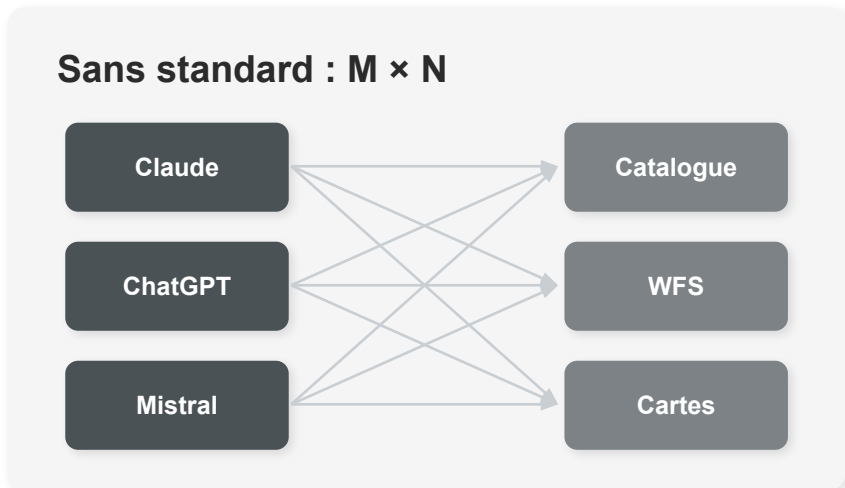 Sans standard : M × N
Claude
Catalogue
ChatGPT
WFS
Mistral
Cartes